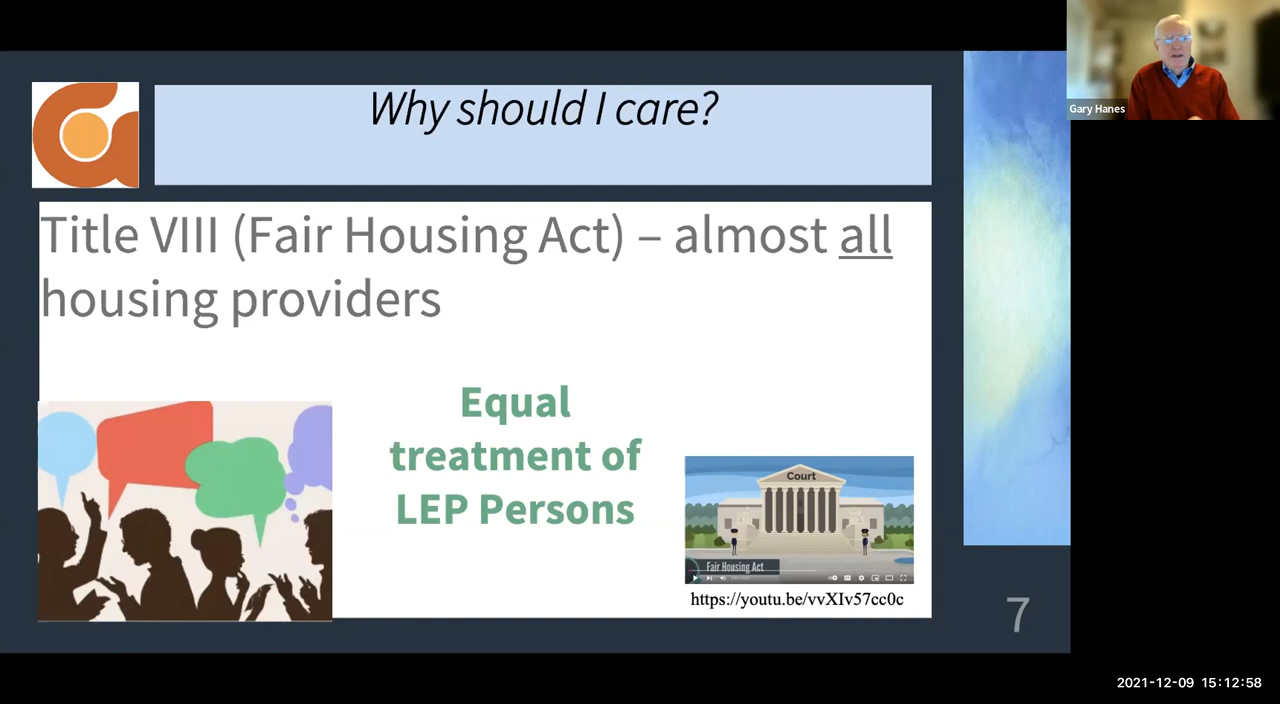 Why should I care?
Title VIII (Fair Housing Act) – almost all
housing providers
Equal
treatment of
LEP Persons
Court
Fair Housing Act
https://youtu.be/vvXIv57cc0c
7
Gary Hanes
2021-12-09 15:12:58